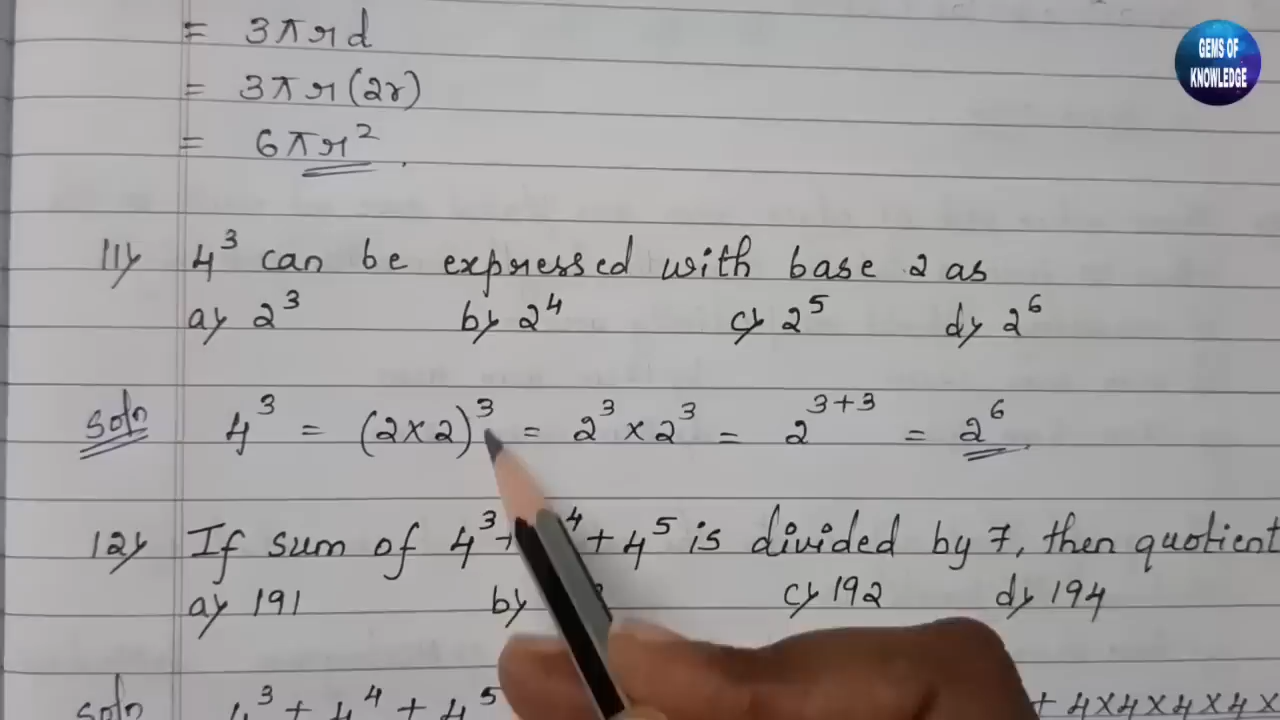 GEMS OF
KNOWLEDGE
= 3πrd
= 3πr(2r)
= 6πr²
11) 4³ can be expressed with base 2 as
a) 2³ b) 2⁴ c) 2⁵ d) 2⁶
Soln 4³ = (2×2)³ = 2³ × 2³ = 2³⁺³ = 2⁶
12) If sum of 4³+ ⁴ + 4⁵ is divided by 7, then quotient
a) 191 b) c) 192 d) 194
Soln 4³ + 4⁴ + 4⁵ + 4×4×4×4×